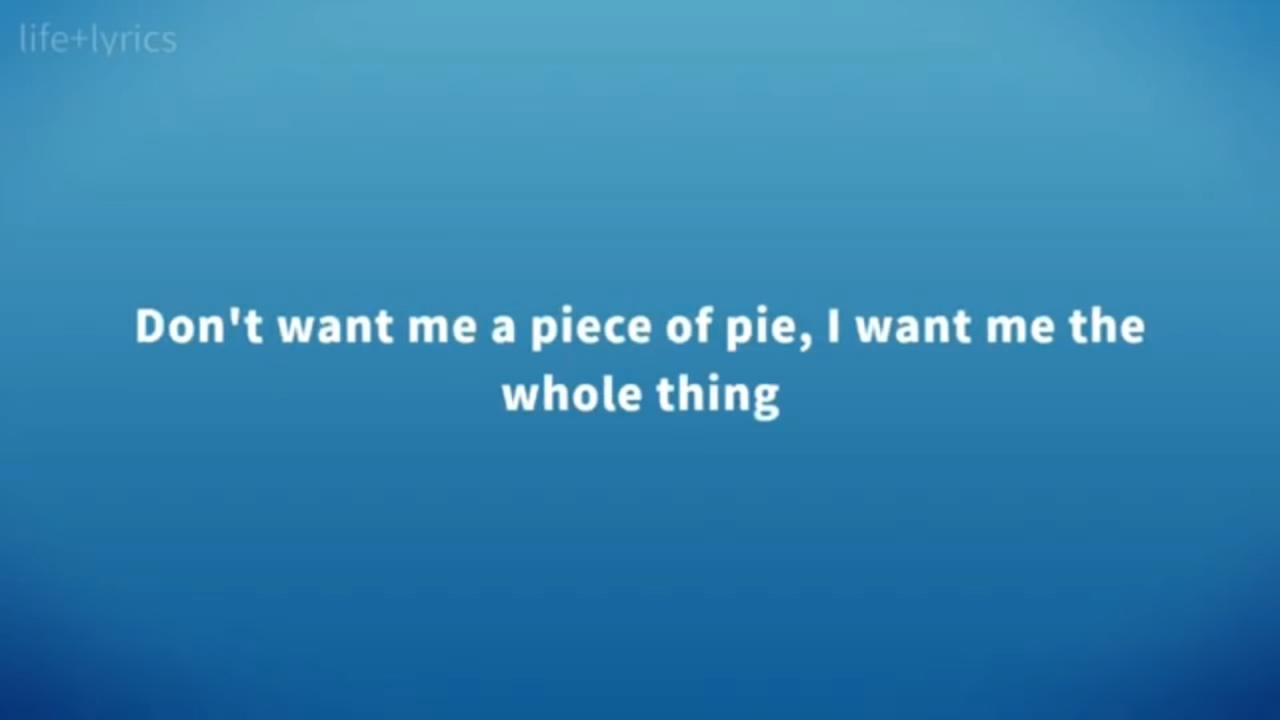 life+lyrics
Don't want me a piece of pie, I want me the
whole thing